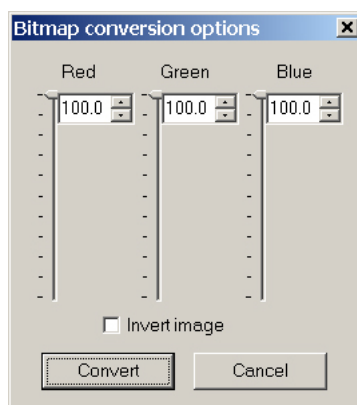 Bitmap conversion options
Red Green Blue
100.0 100.0 100.0
Invert image
Convert Cancel